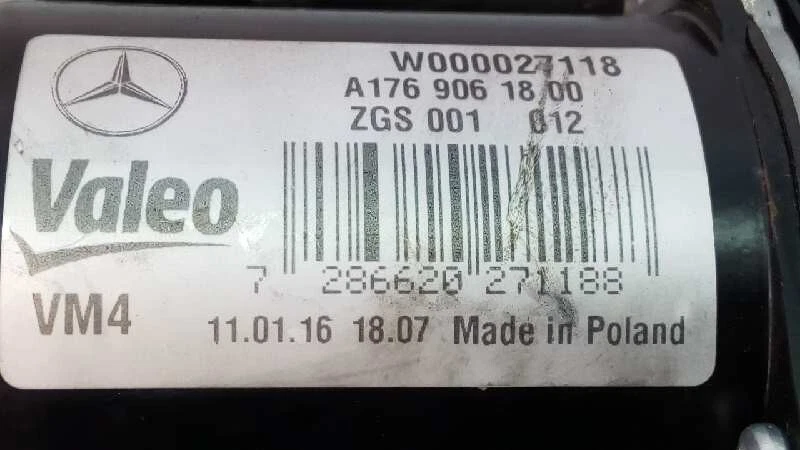 W000027118
A176 906 18 00
ZGS 001 012
Valeo
7 286620 271188
VM4
11.01.16 18.07 Made in Poland